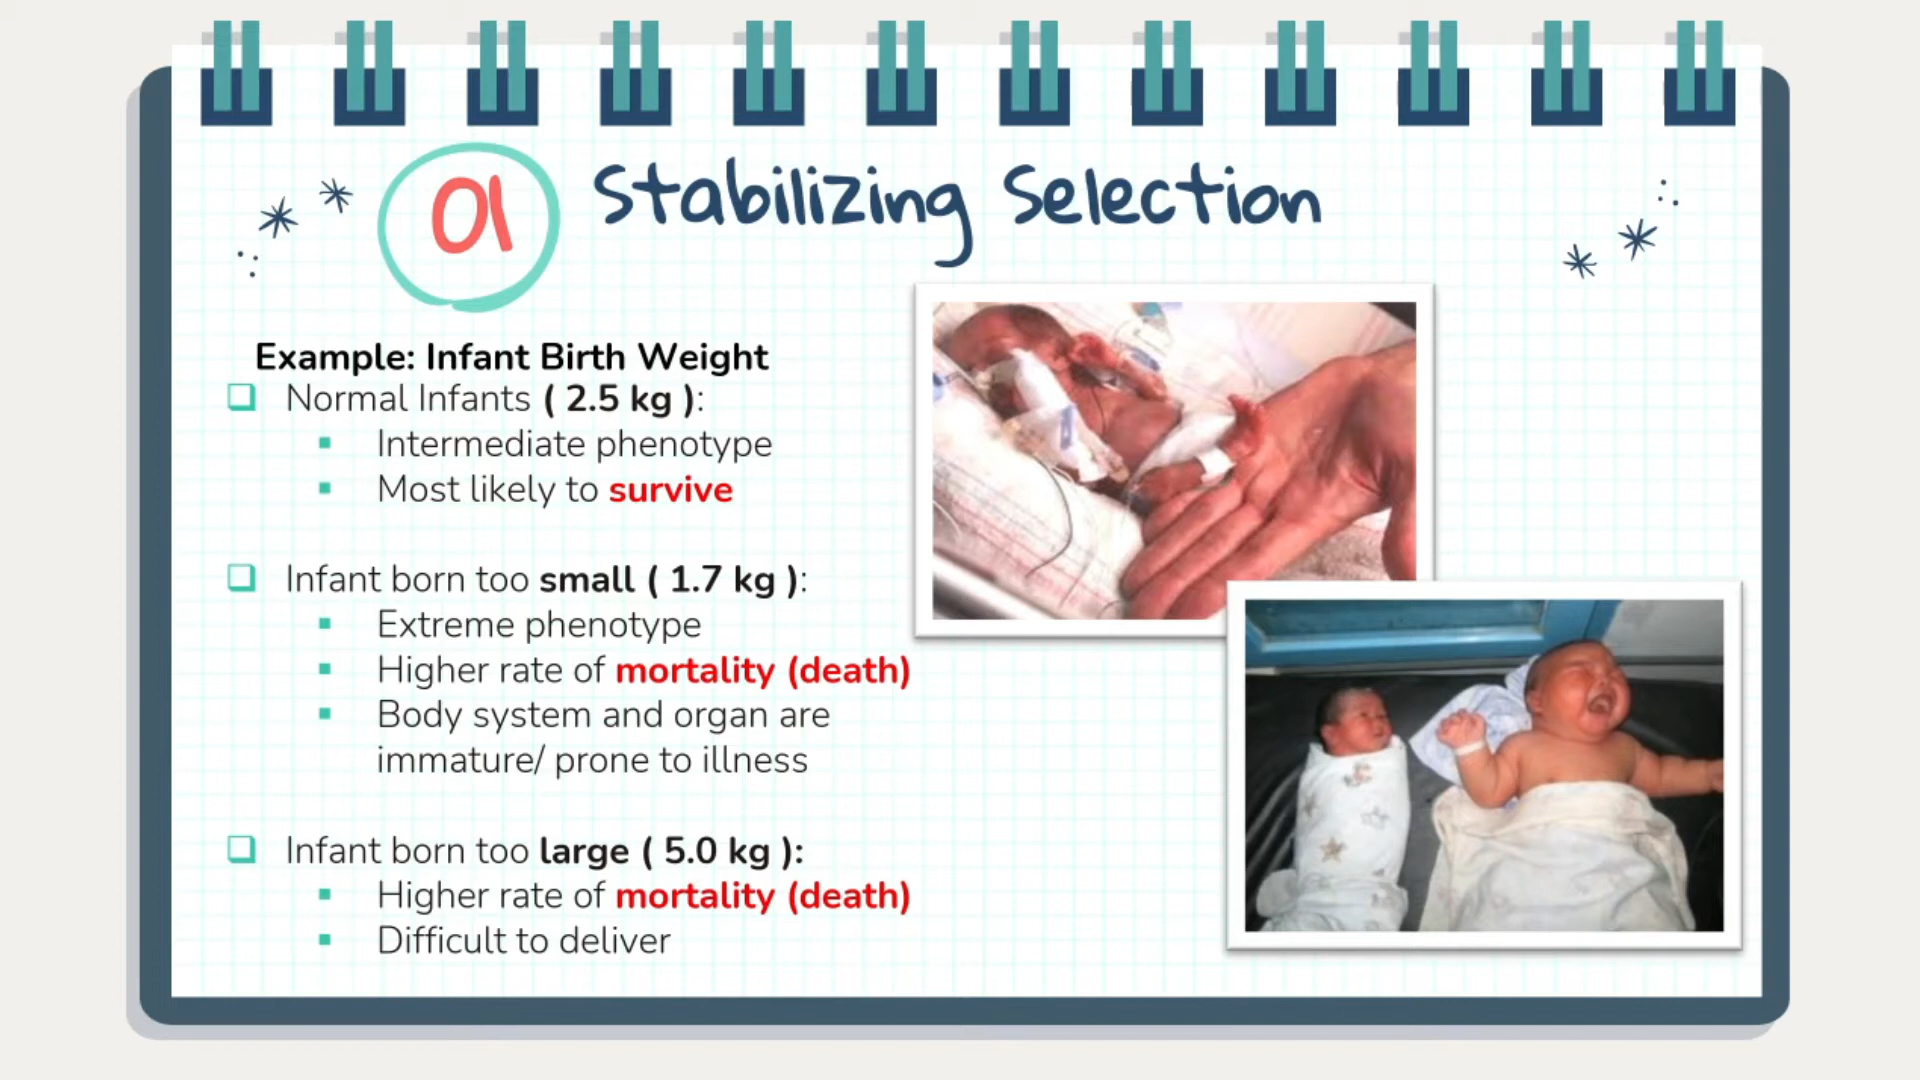 01
Stabilizing Selection
Example: Infant Birth Weight
Normal Infants ( 2.5 kg ):
Intermediate phenotype
Most likely to survive
Infant born too small ( 1.7 kg ):
Extreme phenotype
Higher rate of mortality (death)
Body system and organ are
immature/ prone to illness
Infant born too large ( 5.0 kg ):
Higher rate of mortality (death)
Difficult to deliver